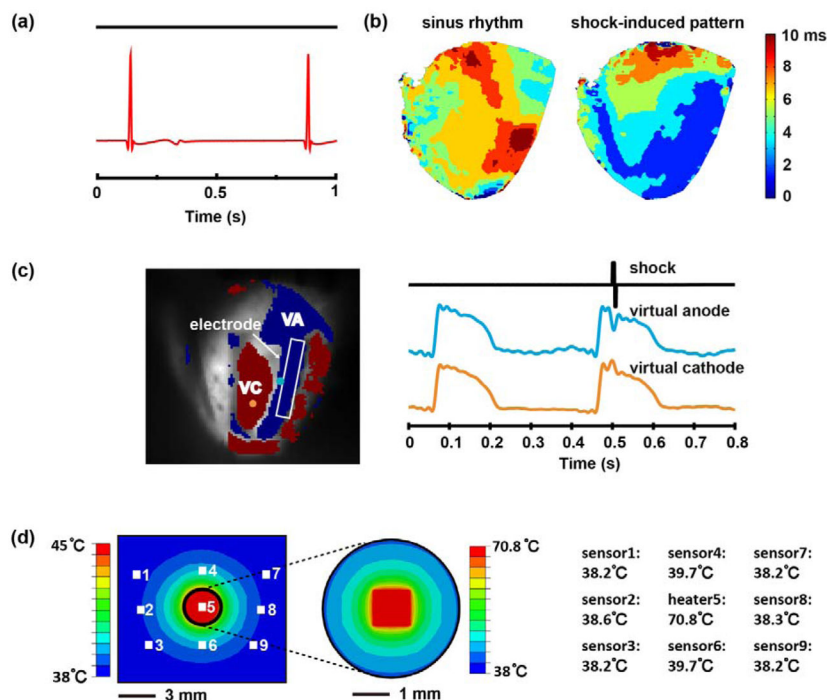 (a)
0 0.5 1
Time (s)
(b)
sinus rhythm shock-induced pattern
10 ms
8
6
4
2
0
(c)
electrode
VA
VC
shock
virtual anode
virtual cathode
0 0.1 0.2 0.3 0.4 0.5 0.6 0.7 0.8
Time (s)
(d)
45℃
38℃
1 4 7
2 5 8
3 6 9
3 mm
70.8 ℃
38℃
1 mm
sensor1: sensor4: sensor7:
38.2℃ 39.7℃ 38.2℃
sensor2: heater5: sensor8:
38.6℃ 70.8℃ 38.3℃
sensor3: sensor6: sensor9:
38.2℃ 39.7℃ 38.2℃